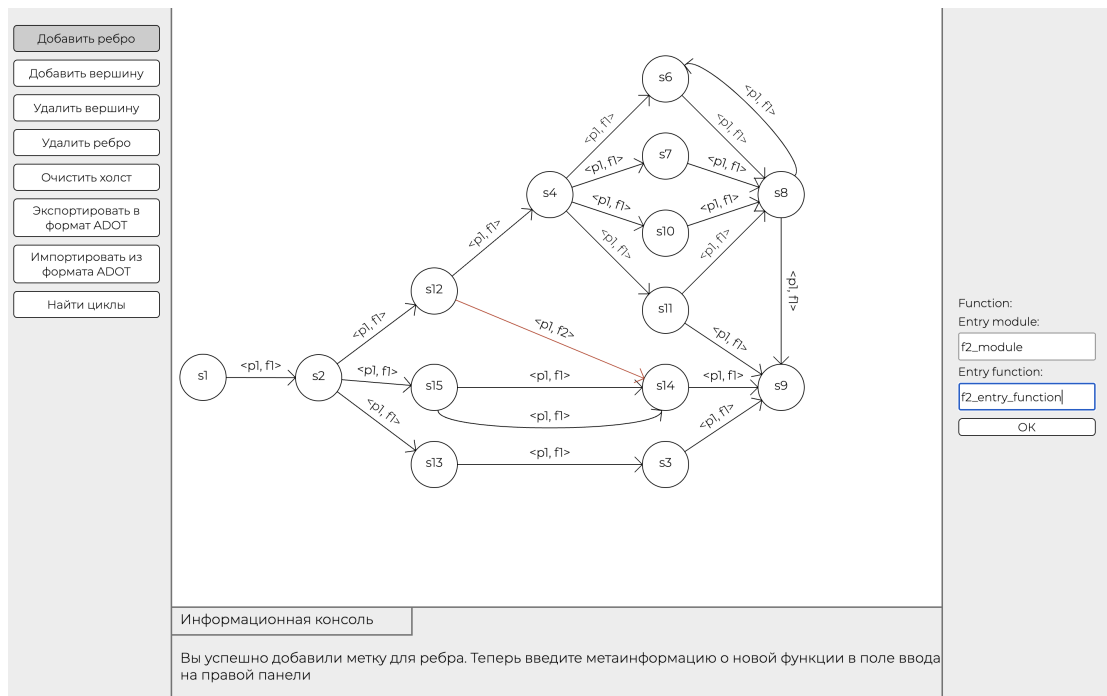 Добавить ребро
Добавить вершину
Удалить вершину
Удалить ребро
Очистить холст
Экспортировать в
формат ADOT
Импортировать из
формата ADOT
Найти циклы
s6
<p1, f1>
<p1, f1>
<p1, f1>
s7
<p1, f1>
<p1, f1>
s4
s8
<p1, f1>
<p1, f1>
s10
<p1, f1>
<p1, f1>
<p1, f1>
s12
<p1, f1>
s11
<p1, f1>
<p1, f2>
<p1, f1>
s1
<p1, f1>
s2
<p1, f1>
s15
<p1, f1>
s14
<p1, f1>
s9
<p1, f1>
<p1, f1>
<p1, f1>
s13
<p1, f1>
s3
Function:
Entry module:
f2_module
Entry function:
f2_entry_function
OK
Информационная консоль
Вы успешно добавили метку для ребра. Теперь введите метаинформацию о новой функции в поле ввода
на правой панели